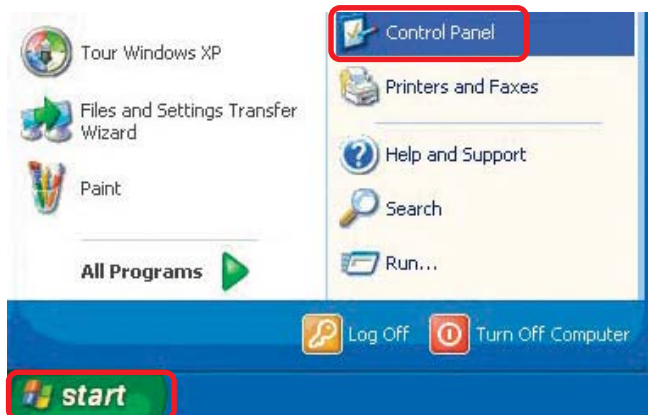 Tour Windows XP
Files and Settings Transfer
Wizard
Paint
All Programs
Control Panel
Printers and Faxes
Help and Support
Search
Run...
Log Off
Turn Off Computer
start